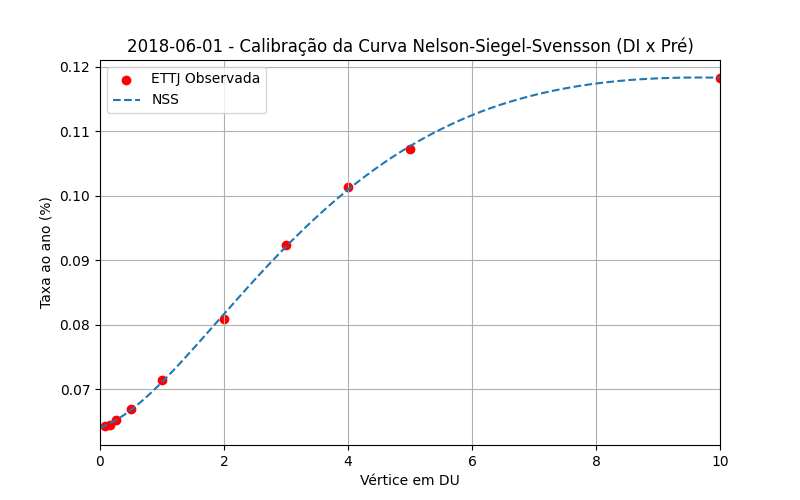 2018-06-01 - Calibração da Curva Nelson-Siegel-Svensson (DI x Pré)
ETTJ Observada
NSS
Taxa ao ano (%)
0.12
0.11
0.10
0.09
0.08
0.07
0 2 4 6 8 10
Vértice em DU